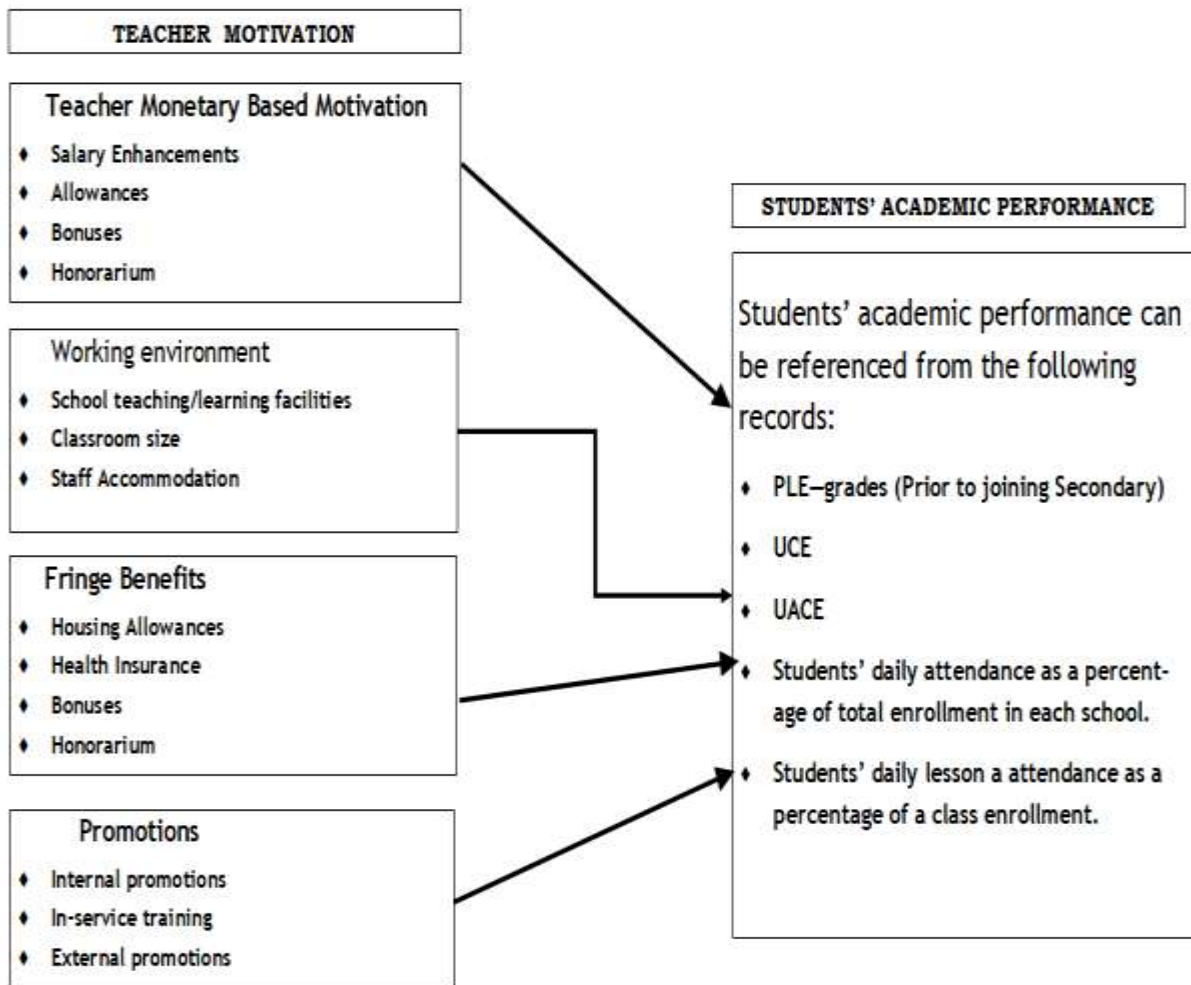 TEACHER MOTIVATION
Teacher Monetary Based Motivation
♦ Salary Enhancements
♦ Allowances
♦ Bonuses
♦ Honorarium
Working environment
♦ School teaching/learning facilities
♦ Classroom size
♦ Staff Accommodation
Fringe Benefits
♦ Housing Allowances
♦ Health Insurance
♦ Bonuses
♦ Honorarium
Promotions
♦ Internal promotions
♦ In-service training
♦ External promotions
STUDENTS’ ACADEMIC PERFORMANCE
Students’ academic performance can
be referenced from the following
records:
♦ PLE—grades (Prior to joining Secondary)
♦ UCE
♦ UACE
♦ Students’ daily attendance as a percent-
age of total enrollment in each school.
♦ Students’ daily lesson a attendance as a
percentage of a class enrollment.